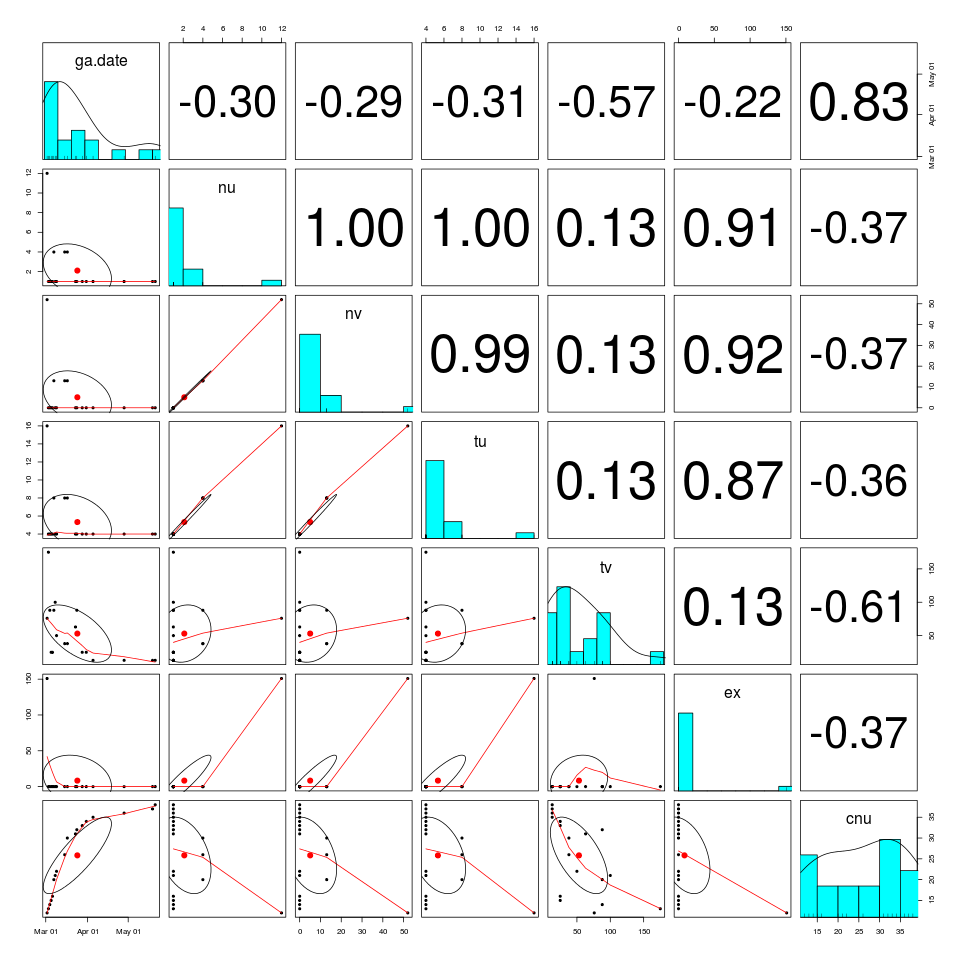 2 4 6 8 10 12
4 6 8 10 12 14 16
0 50 100 150
ga.date
-0.30
-0.29
-0.31
-0.57
-0.22
0.83
Mar 01 Apr 01 May 01
2 4 6 8 10 12
nu
1.00
1.00
0.13
0.91
-0.37
nv
0.99
0.13
0.92
-0.37
0 10 20 30 40 50
4 6 8 10 12 14 16
tu
0.13
0.87
-0.36
tv
0.13
-0.61
50 100 150
0 50 100 150
ex
-0.37
cnu
15 20 25 30 35
Mar 01 Apr 01 May 01
0 10 20 30 40 50
50 100 150
15 20 25 30 35